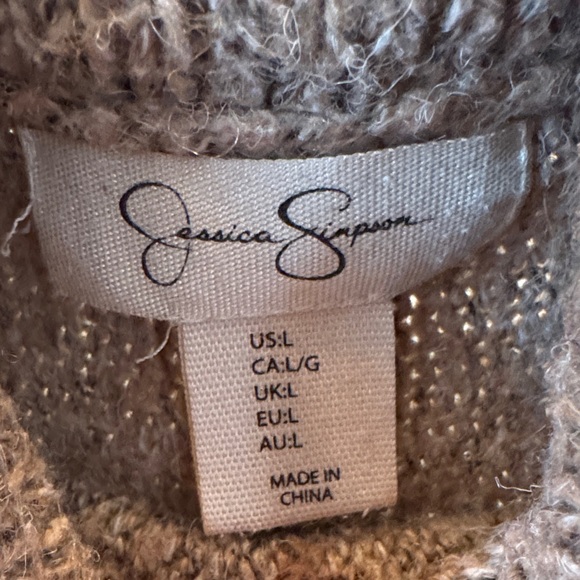 Jessica Simpson
US:L
CA:L/G
UK:L
EU:L
AU:L
MADE IN
CHINA